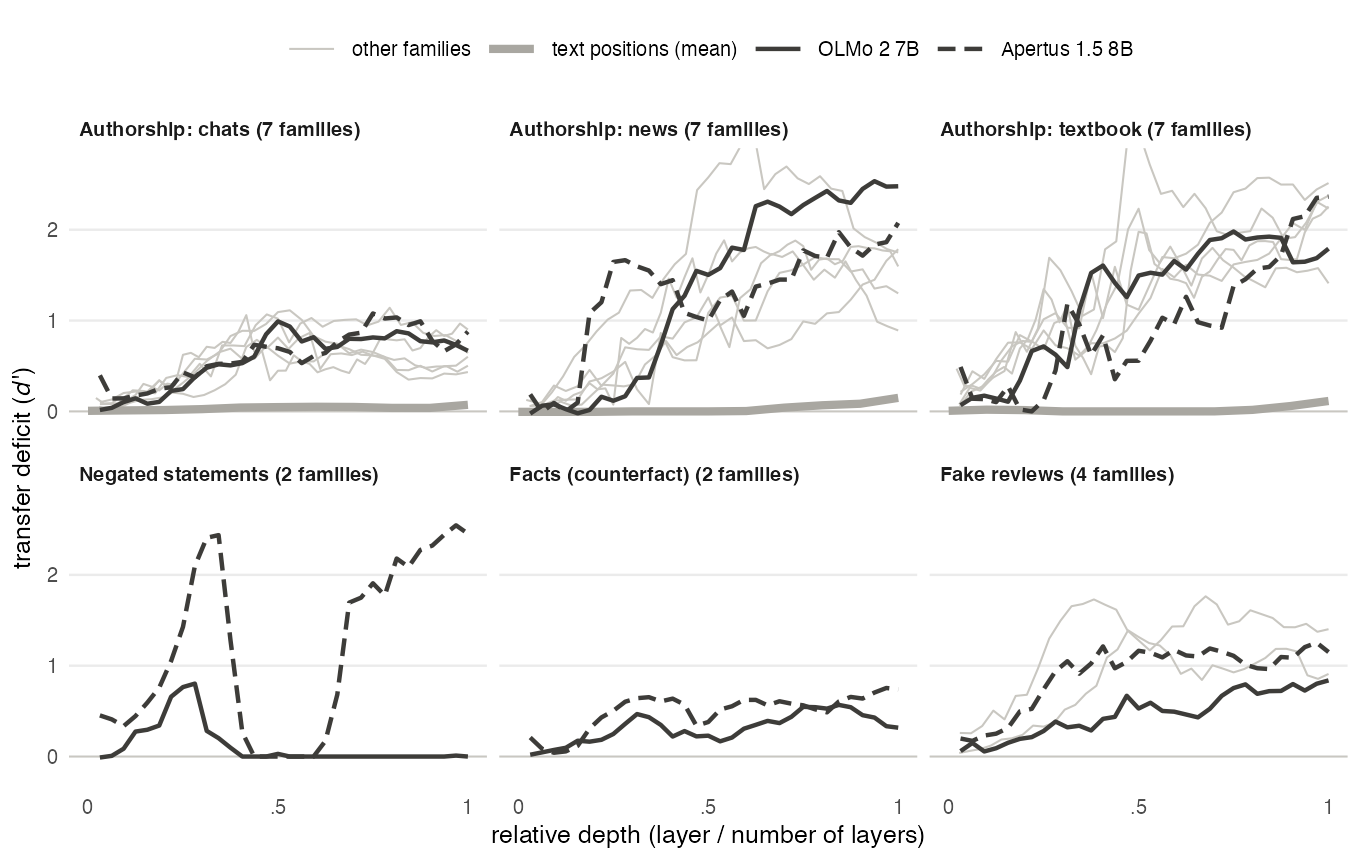 other families text positions (mean) OLMo 2 7B Apertus 1.5 8B
Authorship: chats (7 families) Authorship: news (7 families) Authorship: textbook (7 families)
2
1
0
Negated statements (2 families) Facts (counterfact) (2 families) Fake reviews (4 families)
2
1
0
0 .5 1 0 .5 1 0 .5 1
relative depth (layer / number of layers)
transfer deficit (d')